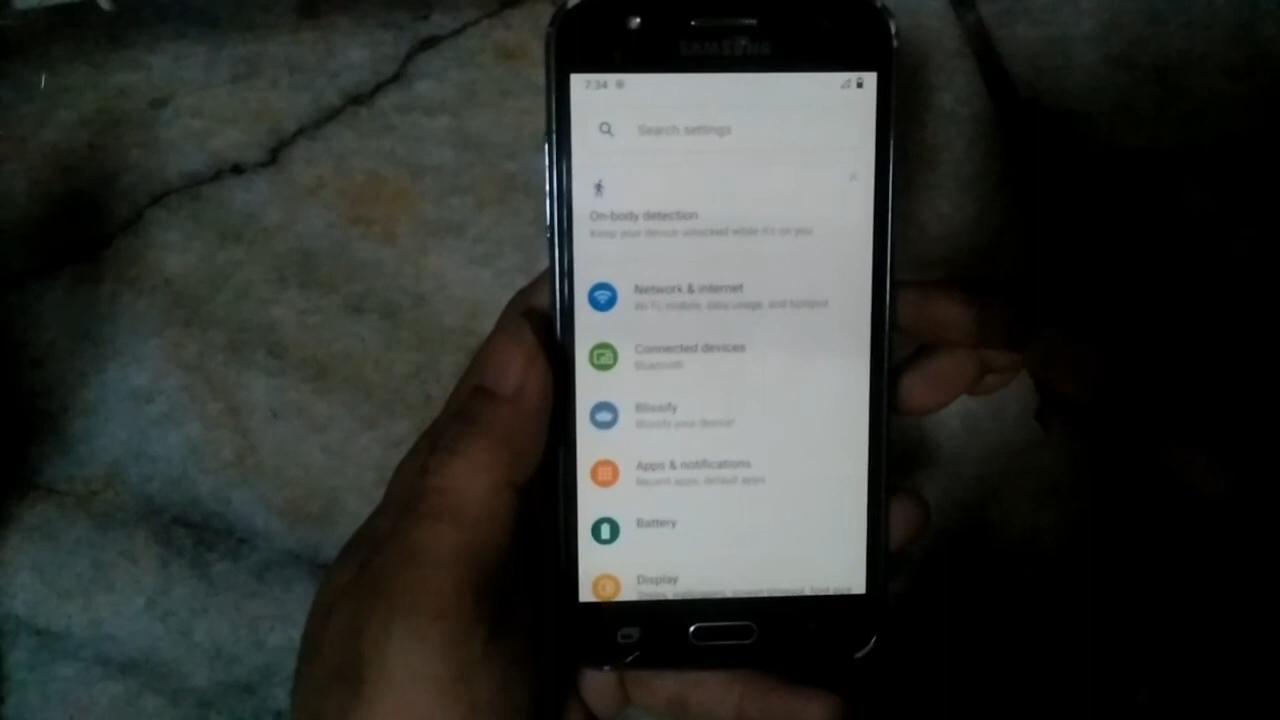 SAMSUNG
7:34
Search settings
On-body detection
Keep your device unlocked while it's on you
Network & internet
Wi-Fi, mobile, data usage, and hotspot
Connected devices
Bluetooth
Blissify
Blissify your device!
Apps & notifications
Recent apps, default apps
Battery
Display